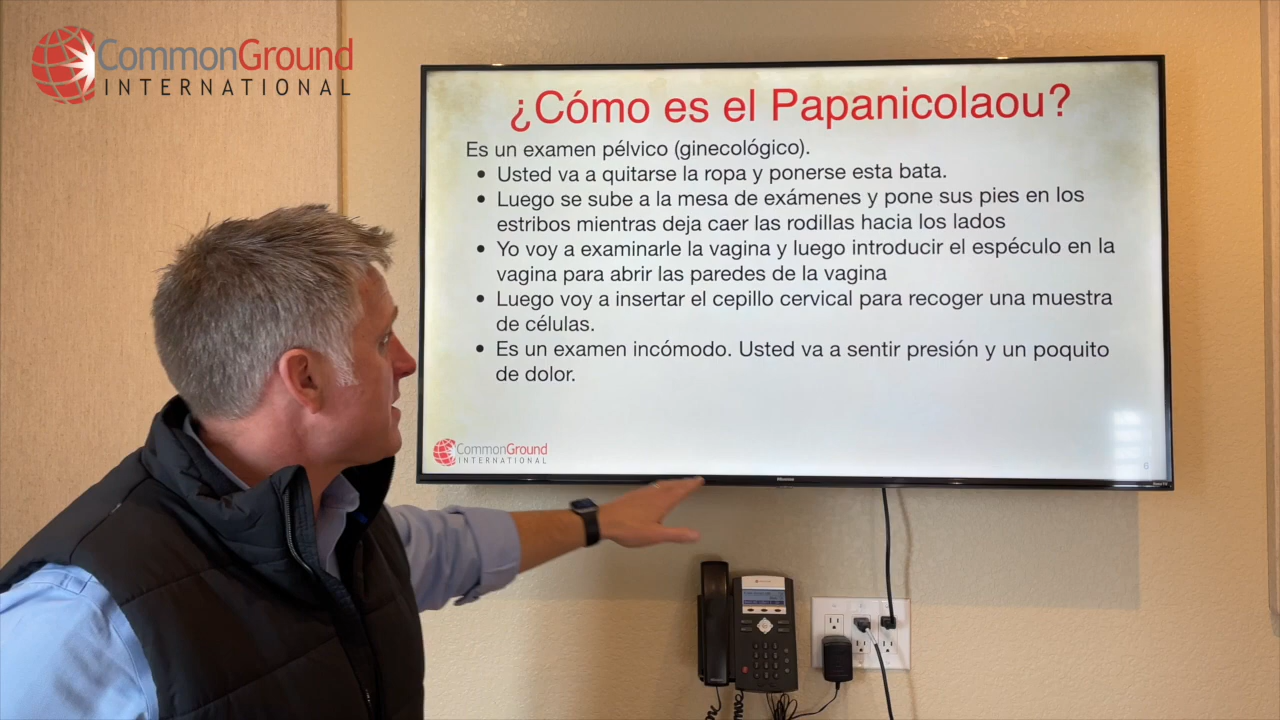 CommonGround
INTERNATIONAL
¿Cómo es el Papanicolaou?
Es un examen pélvico (ginecológico).
• Usted va a quitarse la ropa y ponerse esta bata.
• Luego se sube a la mesa de exámenes y pone sus pies en los
estribos mientras deja caer las rodillas hacia los lados
• Yo voy a examinarle la vagina y luego introducir el espéculo en la
vagina para abrir las paredes de la vagina
• Luego voy a insertar el cepillo cervical para recoger una muestra
de células.
• Es un examen incómodo. Usted va a sentir presión y un poquito
de dolor.
CommonGround
INTERNATIONAL
6